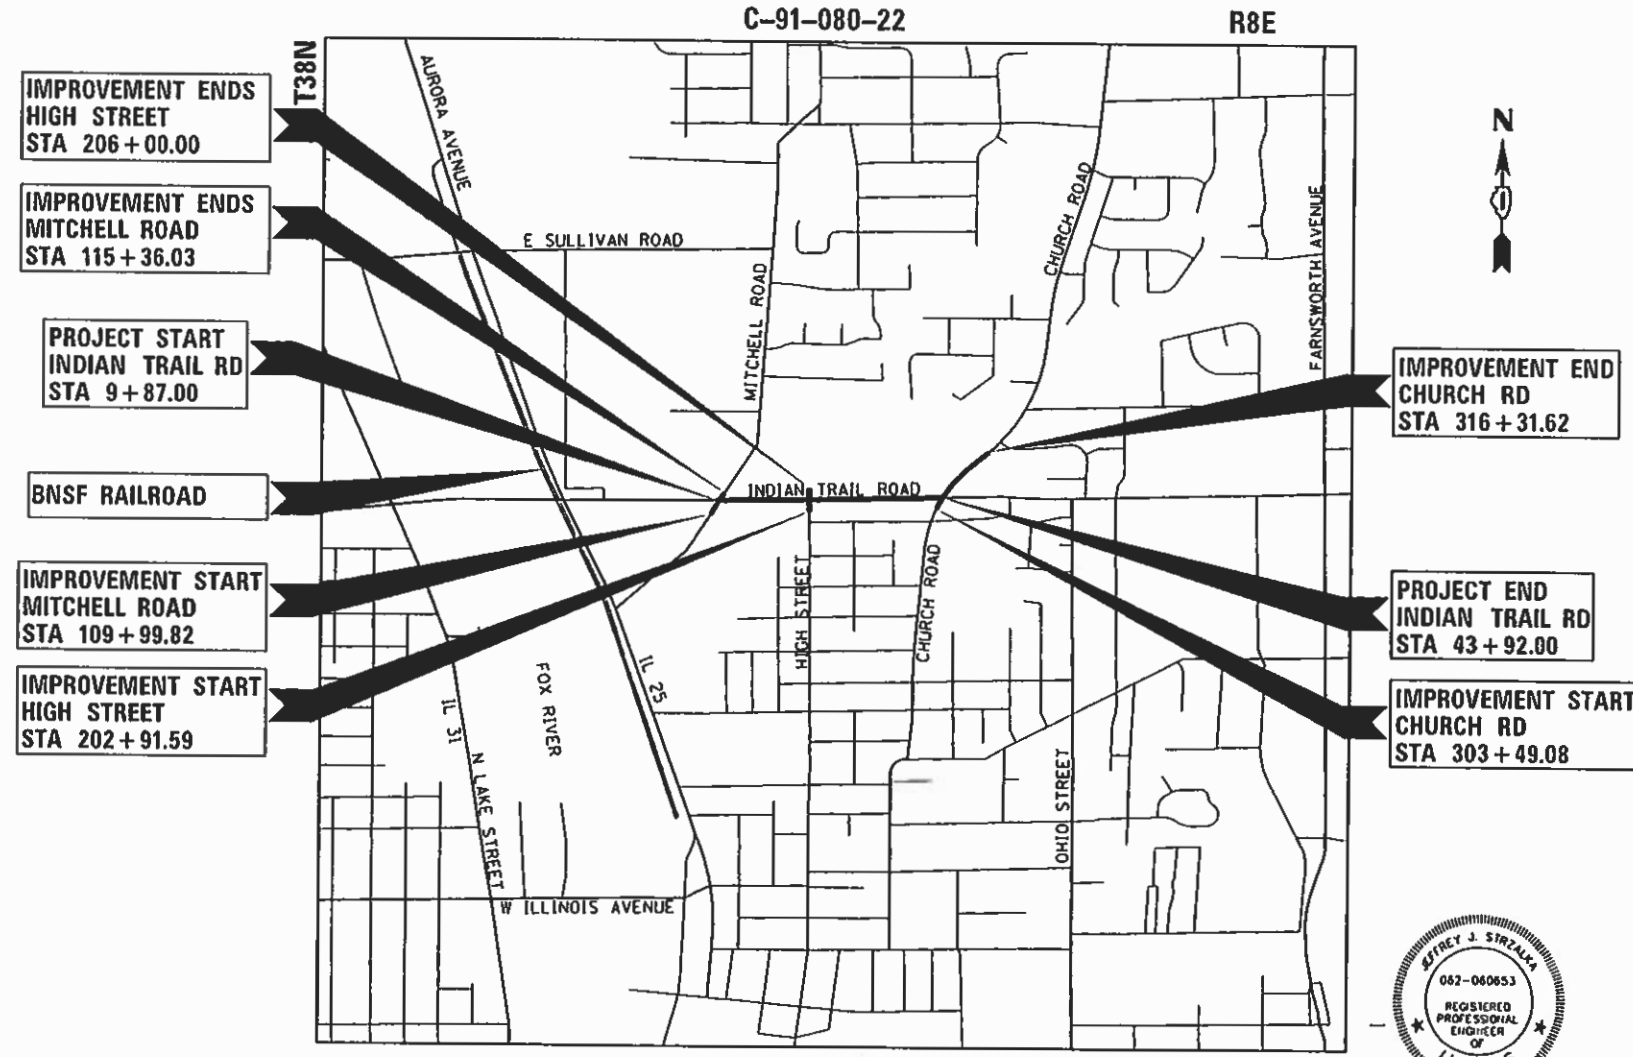 C-91-080-22
R8E
T38N
IMPROVEMENT ENDS
HIGH STREET
STA 206+00.00
IMPROVEMENT ENDS
MITCHELL ROAD
STA 115+36.03
PROJECT START
INDIAN TRAIL RD
STA 9+87.00
BNSF RAILROAD
IMPROVEMENT START
MITCHELL ROAD
STA 109+99.82
IMPROVEMENT START
HIGH STREET
STA 202+91.59
AURORA AVENUE
E SULLIVAN ROAD
MITCHELL ROAD
CHURCH ROAD
FARNSWORTH AVENUE
N
INDIAN TRAIL ROAD
HIGH STREET
CHURCH ROAD
IL 25
FOX RIVER
IL 31
N LAKE STREET
W ILLINOIS AVENUE
OHIO STREET
IMPROVEMENT END
CHURCH RD
STA 316+31.62
PROJECT END
INDIAN TRAIL RD
STA 43+92.00
IMPROVEMENT START
CHURCH RD
STA 303+49.08
JEFFREY J. STRZALKA
062-060653
REGISTERED
PROFESSIONAL
ENGINEER
OF